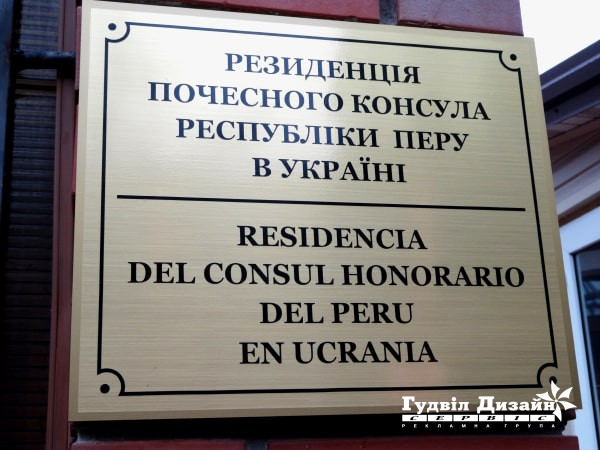 РЕЗИДЕНЦІЯ
ПОЧЕСНОГО КОНСУЛА
РЕСПУБЛІКИ ПЕРУ
В УКРАЇНІ
RESIDENCIA
DEL CONSUL HONORARIO
DEL PERU
EN UCRANIA
Гудвіл Дизайн
СЕРВІС
РЕКЛАМНА ГРУПА